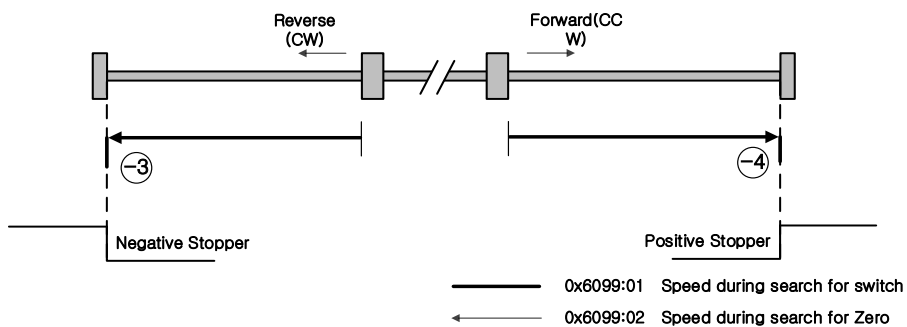 Reverse
(CW)
Forward(CC
W)
-3
-4
Negative Stopper
Positive Stopper
0x6099:01 Speed during search for switch
0x6099:02 Speed during search for Zero